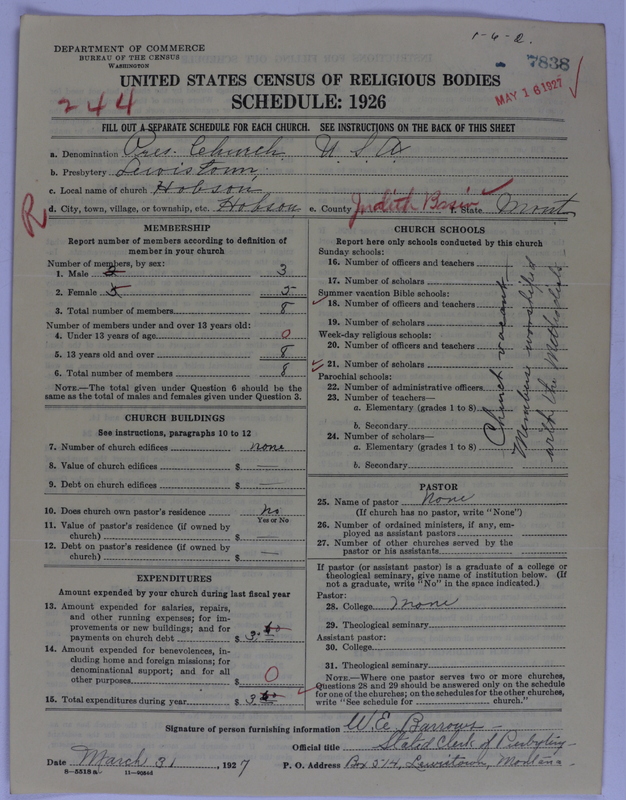 1-6-2.
DEPARTMENT OF COMMERCE
BUREAU OF THE CENSUS
WASHINGTON
7838
MAY 16 1927
UNITED STATES CENSUS OF RELIGIOUS BODIES
244
SCHEDULE: 1926
FILL OUT A SEPARATE SCHEDULE FOR EACH CHURCH. SEE INSTRUCTIONS ON THE BACK OF THIS SHEET
a. Denomination Pres. Church U.S.A.
b. Presbytery Lewistown
c. Local name of church Hobson
R d. City, town, village, or township, etc. Hobson e. County Judith Basin f. State Mont
MEMBERSHIP
Report number of members according to definition of
member in your church
Number of members, by sex:
1. Male 3
2. Female 5 5
3. Total number of members 8
Number of members under and over 13 years old:
4. Under 13 years of age 0
5. 13 years old and over 8
6. Total number of members 8
NOTE.—The total given under Question 6 should be the
same as the total of males and females given under Question 3.
CHURCH BUILDINGS
See instructions, paragraphs 10 to 12
7. Number of church edifices none
8. Value of church edifices $ —
9. Debt on church edifices $ —
10. Does church own pastor's residence No
Yes or No
11. Value of pastor's residence (if owned by
church) $ —
12. Debt on pastor's residence (if owned by
church) $ —
EXPENDITURES
Amount expended by your church during last fiscal year
13. Amount expended for salaries, repairs,
and other running expenses; for im-
provements or new buildings; and for
payments on church debt $ 3.
14. Amount expended for benevolences, in-
cluding home and foreign missions; for
denominational support; and for all
other purposes $ 0
15. Total expenditures during year $ 3.
CHURCH SCHOOLS
Report here only schools conducted by this church
Sunday schools:
16. Number of officers and teachers
17. Number of scholars
Summer vacation Bible schools:
18. Number of officers and teachers
19. Number of scholars
Week-day religious schools:
20. Number of officers and teachers
21. Number of scholars
Parochial schools:
22. Number of administrative officers
23. Number of teachers—
a. Elementary (grades 1 to 8)
b. Secondary
24. Number of scholars—
a. Elementary (grades 1 to 8)
b. Secondary
Church vacant—
Members worshiped
with the Methodists
PASTOR
25. Name of pastor None
(If church has no pastor, write "None")
26. Number of ordained ministers, if any, em-
ployed as assistant pastors
27. Number of other churches served by the
pastor or his assistants
If pastor (or assistant pastor) is a graduate of a college or
theological seminary, give name of institution below. (If
not a graduate, write "No" in the space indicated.)
Pastor:
28. College None
29. Theological seminary
Assistant pastor:
30. College
31. Theological seminary
NOTE.—Where one pastor serves two or more churches,
Questions 28 and 29 should be answered only on the schedule
for one of the churches; on the schedules for the other churches,
write "See schedule for church."
Signature of person furnishing information W. E. Barrows
Official title Stated Clerk of Presbytery
Date March 31, 1927 P. O. Address Box 514, Lewistown, Montana
8—5518a 11—90546